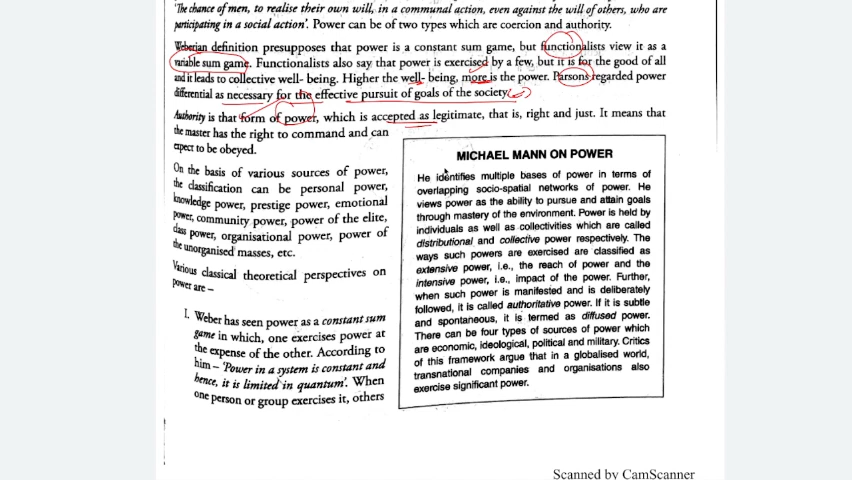 'The chance of men, to realise their own will, in a communal action, even against the will of others, who are
participating in a social action'. Power can be of two types which are coercion and authority.
Weberian definition presupposes that power is a constant sum game, but functionalists view it as a
variable sum game. Functionalists also say that power is exercised by a few, but it is for the good of all
and it leads to collective well- being. Higher the well- being, more is the power. Parsons regarded power
differential as necessary for the effective pursuit of goals of the society.
Authority is that form of power, which is accepted as legitimate, that is, right and just. It means that
the master has the right to command and can
expect to be obeyed.
On the basis of various sources of power,
the classification can be personal power,
knowledge power, prestige power, emotional
power, community power, power of the elite,
class power, organisational power, power of
the unorganised masses, etc.
Various classical theoretical perspectives on
power are –
I. Weber has seen power as a constant sum
game in which, one exercises power at
the expense of the other. According to
him – 'Power in a system is constant and
hence, it is limited in quantum'. When
one person or group exercises it, others
MICHAEL MANN ON POWER
He identifies multiple bases of power in terms of
overlapping socio-spatial networks of power. He
views power as the ability to pursue and attain goals
through mastery of the environment. Power is held by
individuals as well as collectivities which are called
distributional and collective power respectively. The
ways such powers are exercised are classified as
extensive power, i.e., the reach of power and the
intensive power, i.e., impact of the power. Further,
when such power is manifested and is deliberately
followed, it is called authoritative power. If it is subtle
and spontaneous, it is termed as diffused power.
There can be four types of sources of power which
are economic, ideological, political and military. Critics
of this framework argue that in a globalised world,
transnational companies and organisations also
exercise significant power.
Scanned by CamScanner